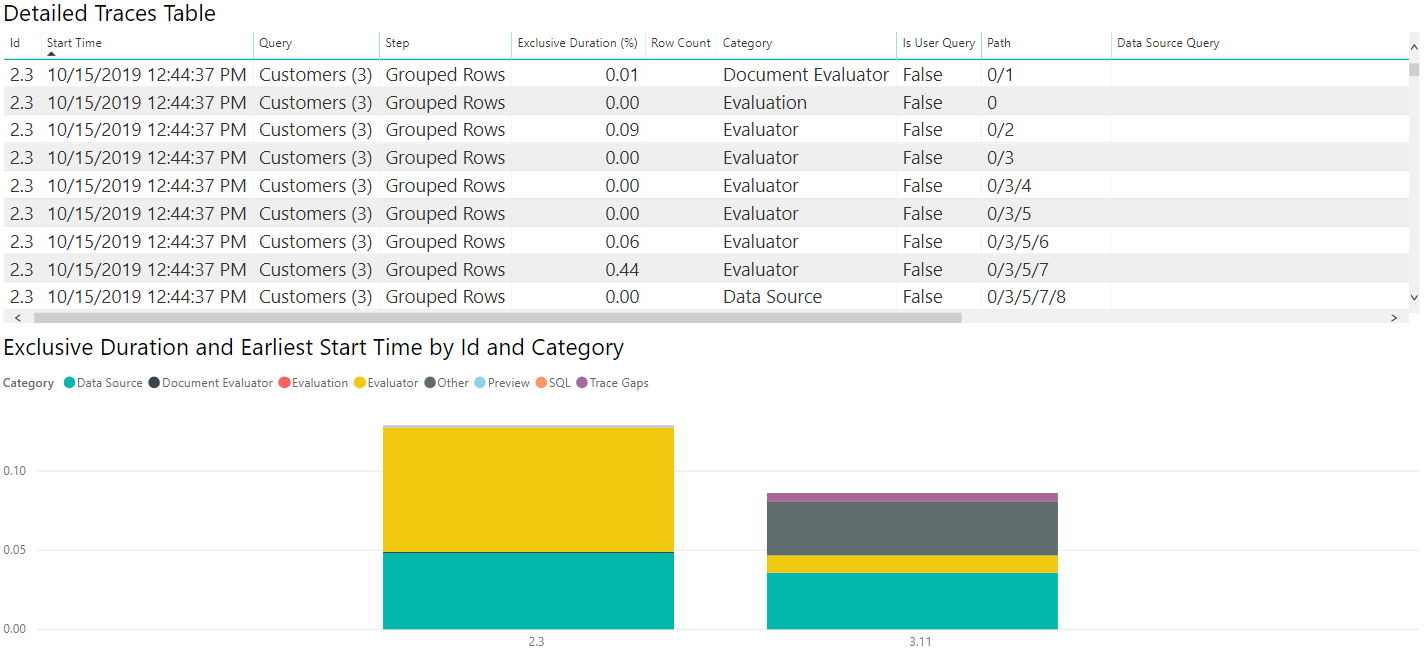 Detailed Traces Table
Id Start Time Query Step Exclusive Duration (%) Row Count Category Is User Query Path Data Source Query
2.3 10/15/2019 12:44:37 PM Customers (3) Grouped Rows 0.01 Document Evaluator False 0/1
2.3 10/15/2019 12:44:37 PM Customers (3) Grouped Rows 0.00 Evaluation False 0
2.3 10/15/2019 12:44:37 PM Customers (3) Grouped Rows 0.09 Evaluator False 0/2
2.3 10/15/2019 12:44:37 PM Customers (3) Grouped Rows 0.00 Evaluator False 0/3
2.3 10/15/2019 12:44:37 PM Customers (3) Grouped Rows 0.00 Evaluator False 0/3/4
2.3 10/15/2019 12:44:37 PM Customers (3) Grouped Rows 0.00 Evaluator False 0/3/5
2.3 10/15/2019 12:44:37 PM Customers (3) Grouped Rows 0.06 Evaluator False 0/3/5/6
2.3 10/15/2019 12:44:37 PM Customers (3) Grouped Rows 0.44 Evaluator False 0/3/5/7
2.3 10/15/2019 12:44:37 PM Customers (3) Grouped Rows 0.00 Data Source False 0/3/5/7/8
Exclusive Duration and Earliest Start Time by Id and Category
Category Data Source Document Evaluator Evaluation Evaluator Other Preview SQL Trace Gaps
0.10
0.05
0.00
2.3 3.11